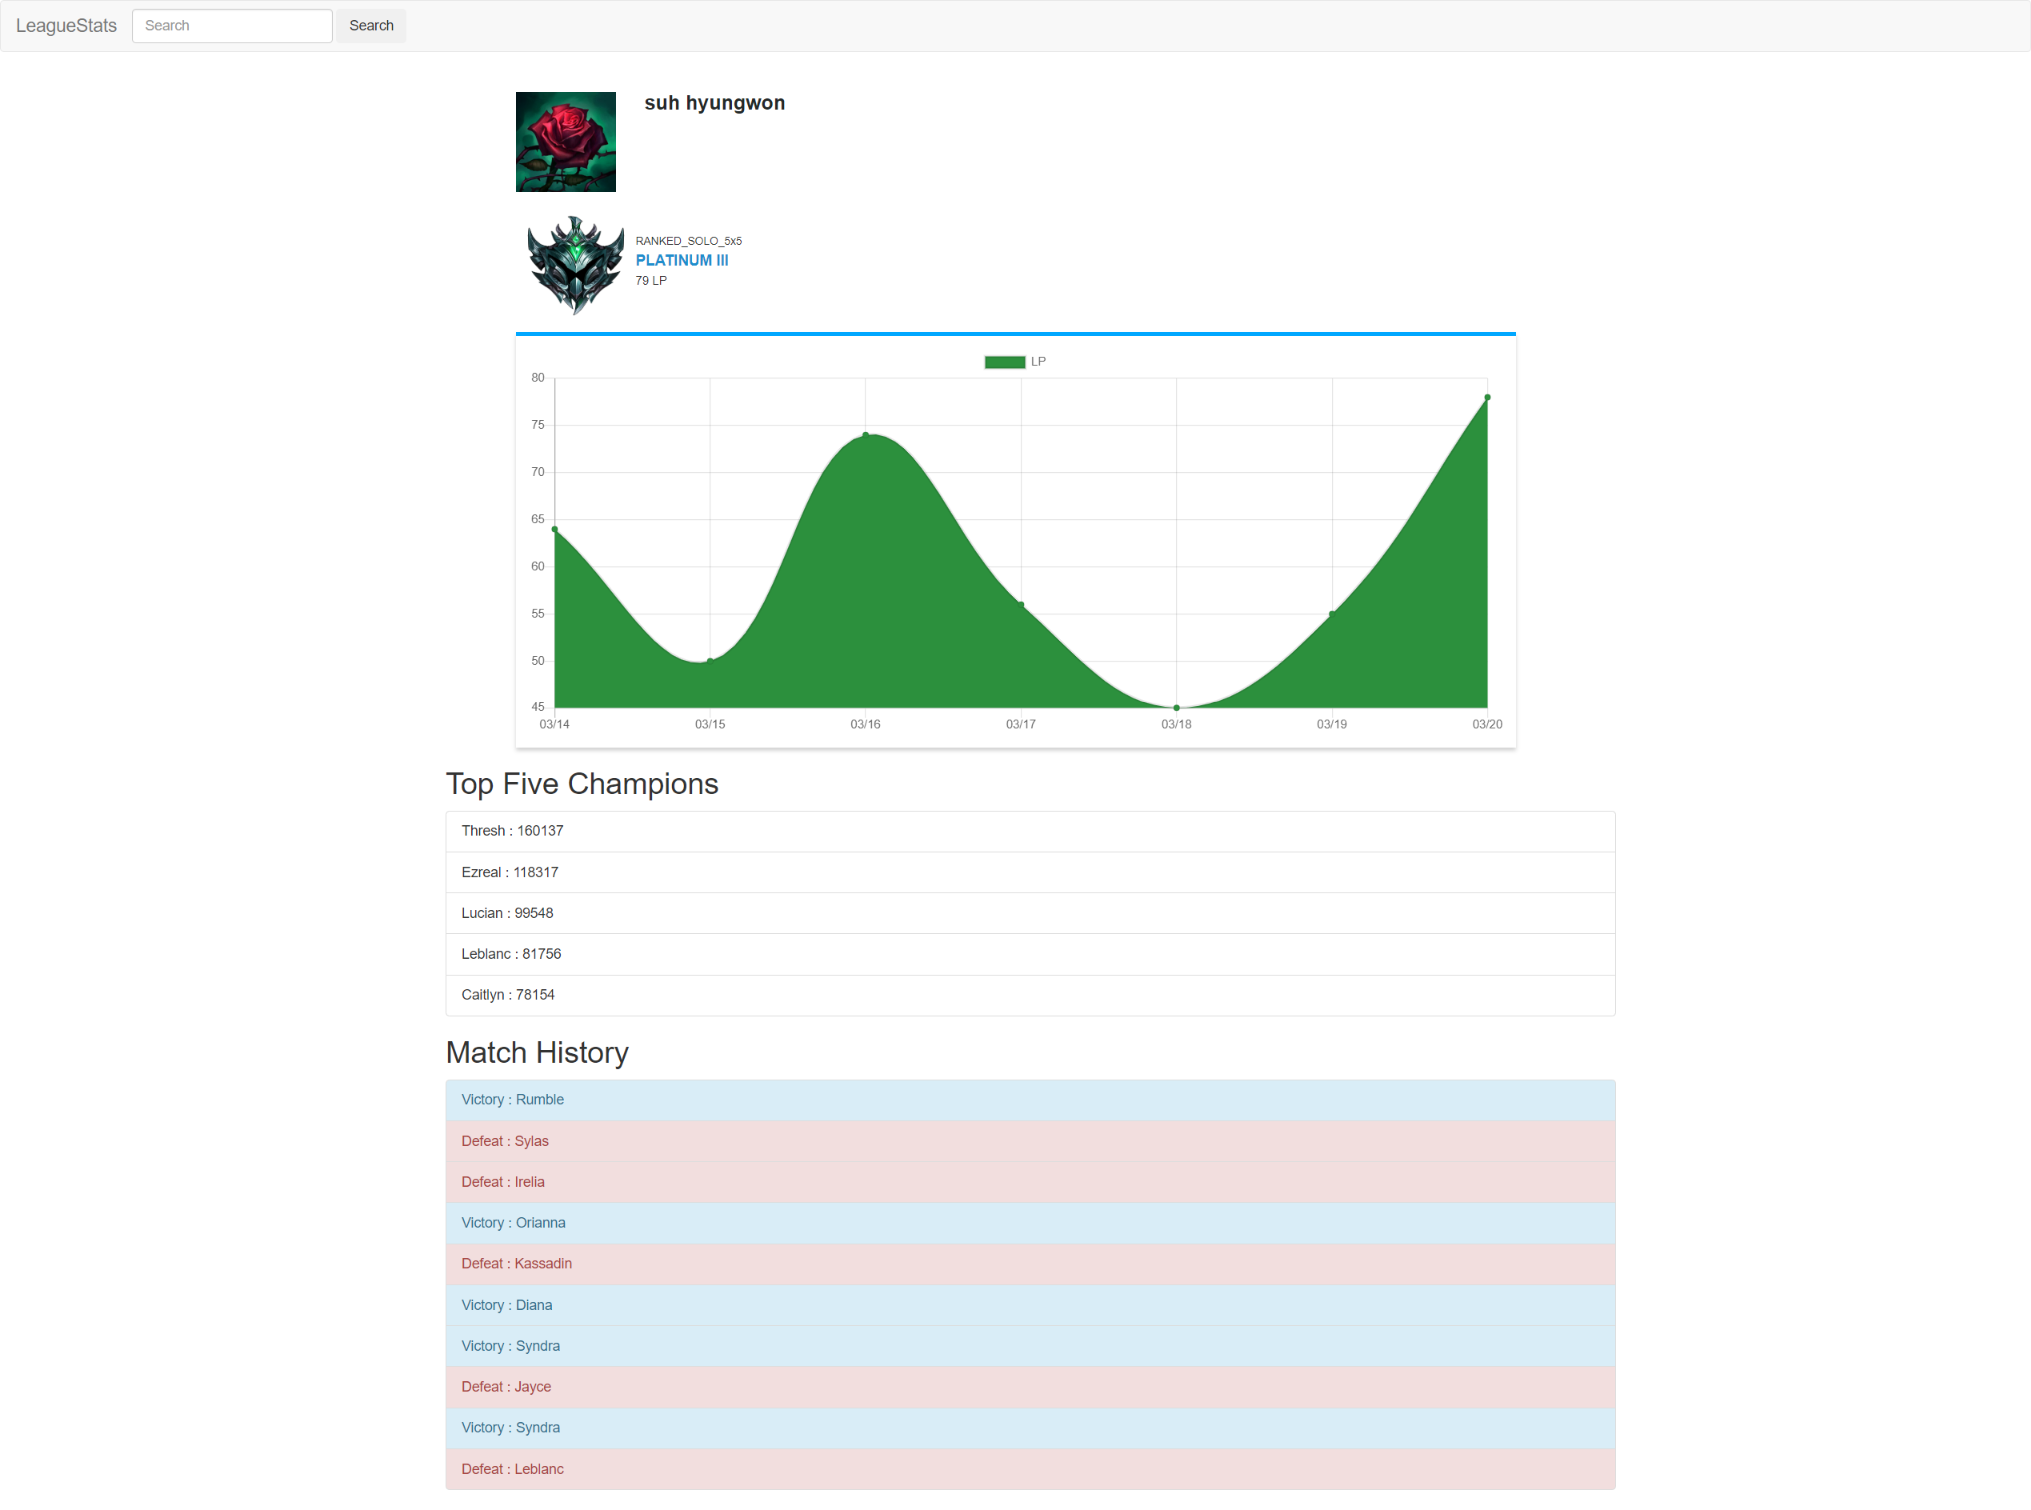 LeagueStats Search Search
suh hyungwon
RANKED_SOLO_5x5
PLATINUM III
79 LP
LP
80
75
70
65
60
55
50
45
03/14 03/15 03/16 03/17 03/18 03/19 03/20
Top Five Champions
Thresh : 160137
Ezreal : 118317
Lucian : 99548
Leblanc : 81756
Caitlyn : 78154
Match History
Victory : Rumble
Defeat : Sylas
Defeat : Irelia
Victory : Orianna
Defeat : Kassadin
Victory : Diana
Victory : Syndra
Defeat : Jayce
Victory : Syndra
Defeat : Leblanc